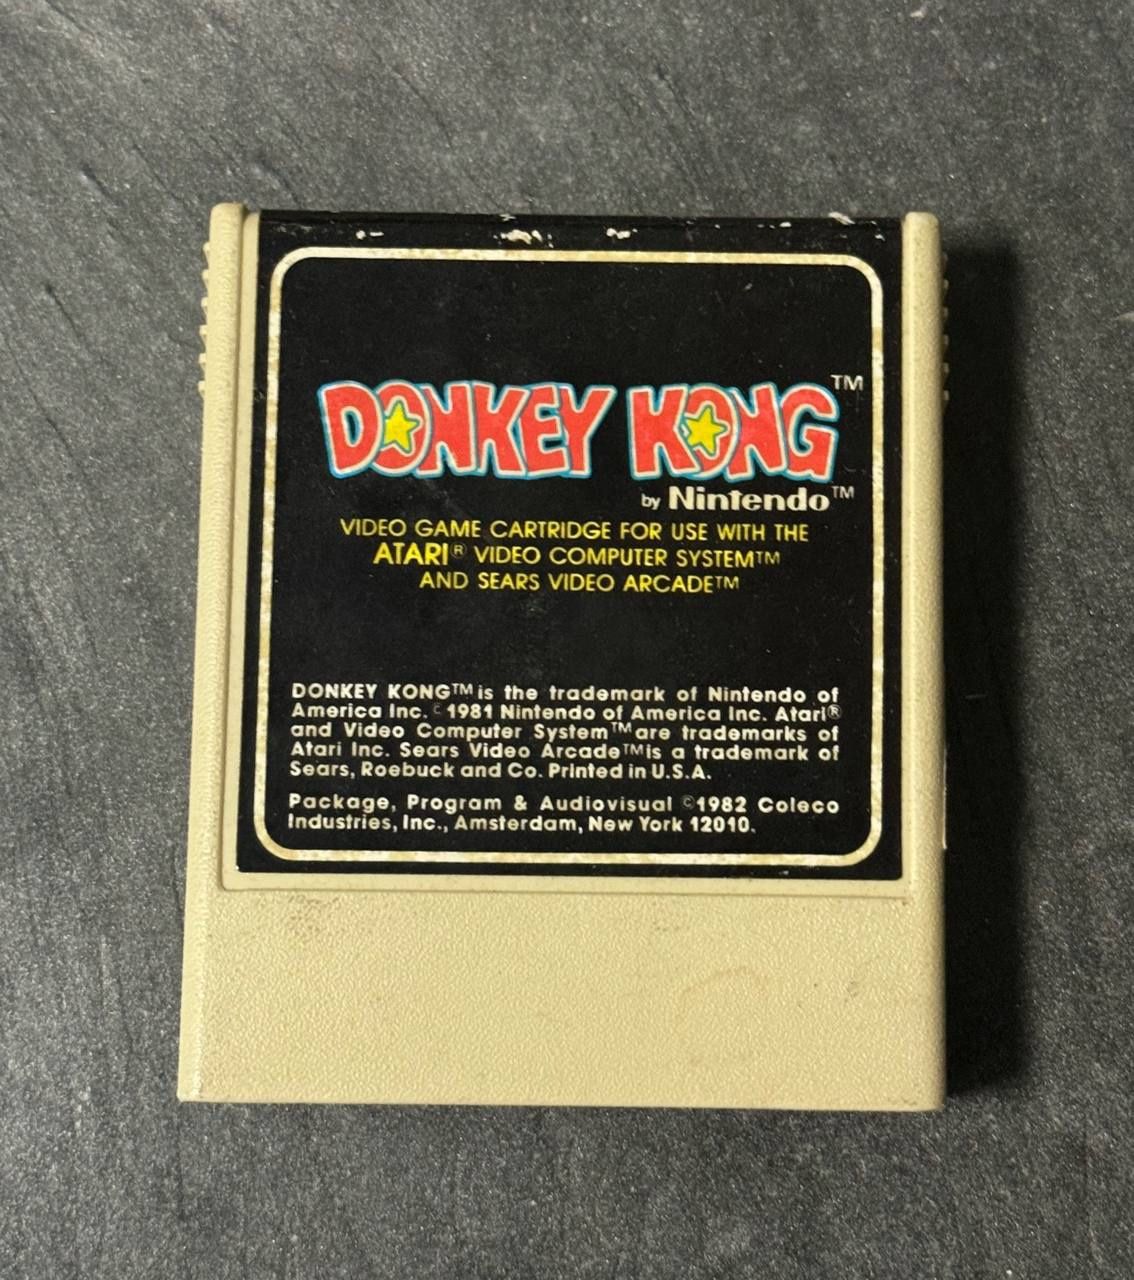 DONKEY KONG™
by Nintendo™
VIDEO GAME CARTRIDGE FOR USE WITH THE
ATARI® VIDEO COMPUTER SYSTEM™
AND SEARS VIDEO ARCADE™
DONKEY KONG™ is the trademark of Nintendo of
America Inc. © 1981 Nintendo of America Inc. Atari®
and Video Computer System™ are trademarks of
Atari Inc. Sears Video Arcade™ is a trademark of
Sears, Roebuck and Co. Printed in U.S.A.
Package, Program & Audiovisual ©1982 Coleco
Industries, Inc., Amsterdam, New York 12010.